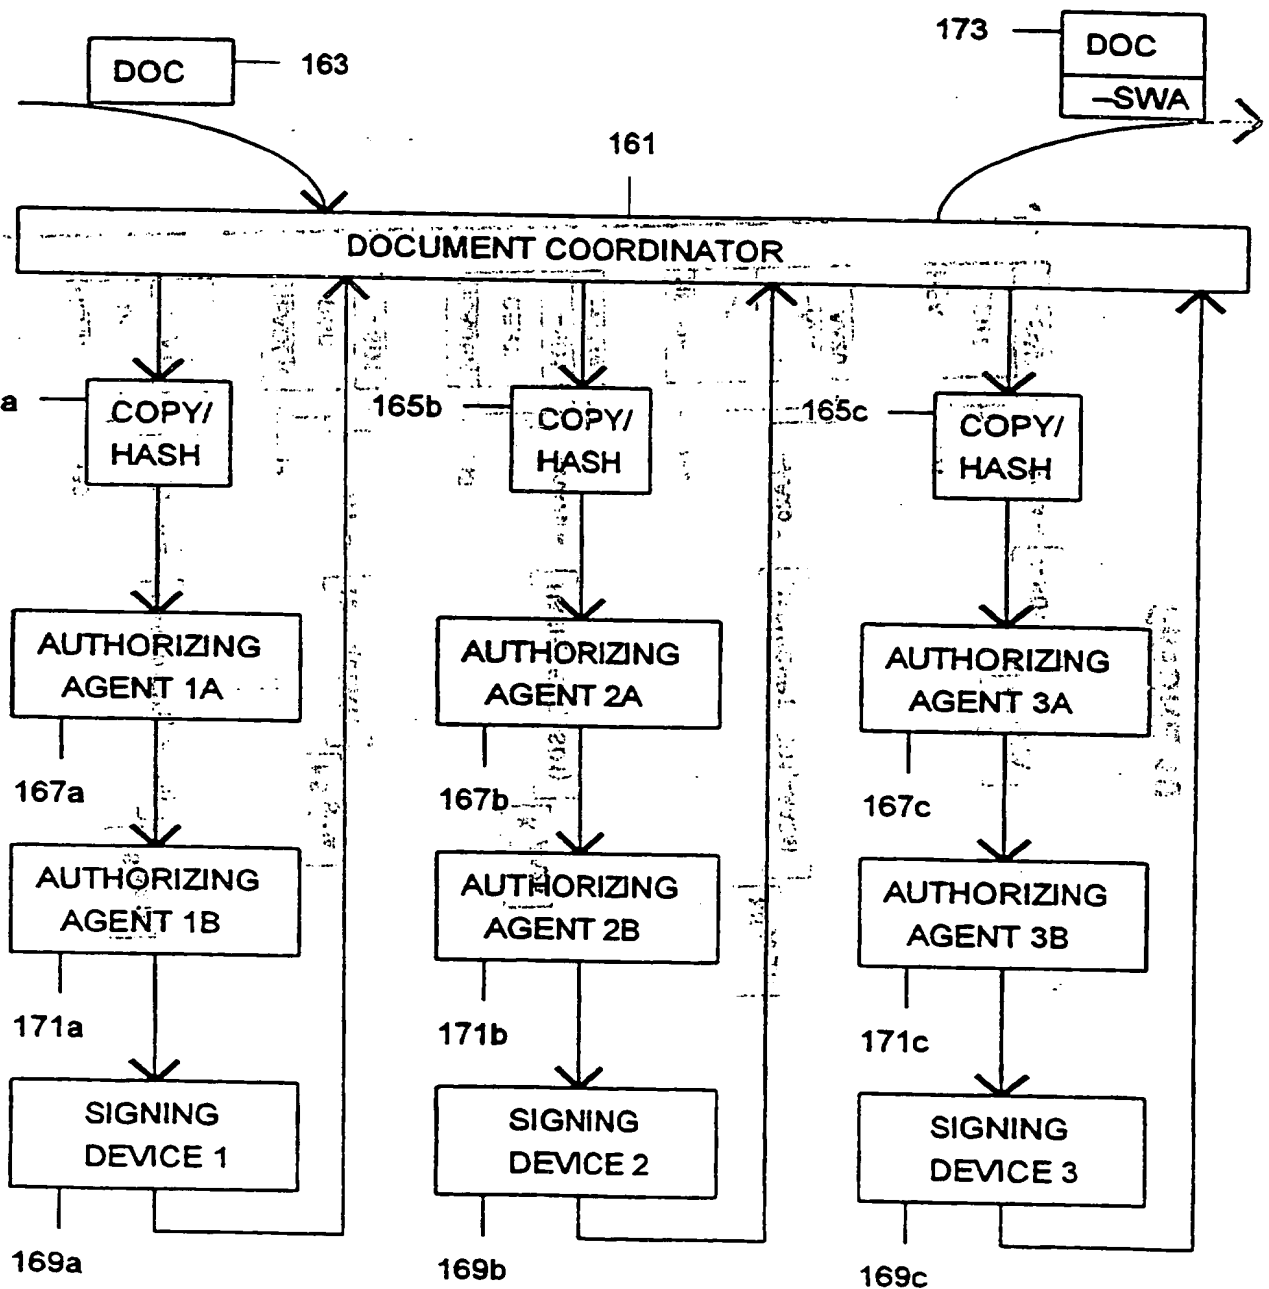 DOC
163
173
DOC
–SWA
161
DOCUMENT COORDINATOR
a
COPY/
HASH
165b
COPY/
HASH
165c
COPY/
HASH
AUTHORIZING
AGENT 1A
AUTHORIZING
AGENT 2A
AUTHORIZING
AGENT 3A
167a
167b
167c
AUTHORIZING
AGENT 1B
AUTHORIZING
AGENT 2B
AUTHORIZING
AGENT 3B
171a
171b
171c
SIGNING
DEVICE 1
SIGNING
DEVICE 2
SIGNING
DEVICE 3
169a
169b
169c